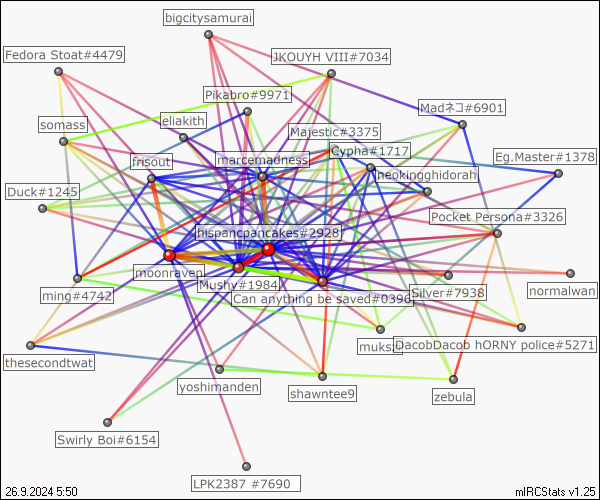 bigcitysamurai
Fedora Stoat#4479
JKOUYH VIII#7034
Pikabro#9971
Madネコ#6901
somass
eliakith
Majestic#3375
Cypha#1717
frisout
marcemadness
Eg.Master#1378
neokingghidorah
Duck#1245
Pocket Persona#3326
hispancpancakes#2928
moonraven
Mushy#1984
ming#4742
Can anything be saved#0396
Silver#7938
normalwan
muksz
DacobDacob hORNY police#5271
thesecondtwat
yoshimanden
shawntee9
zebula
Swirly Boi#6154
LPK2387 #7690
26.9.2024 5:50
mIRCStats v1.25